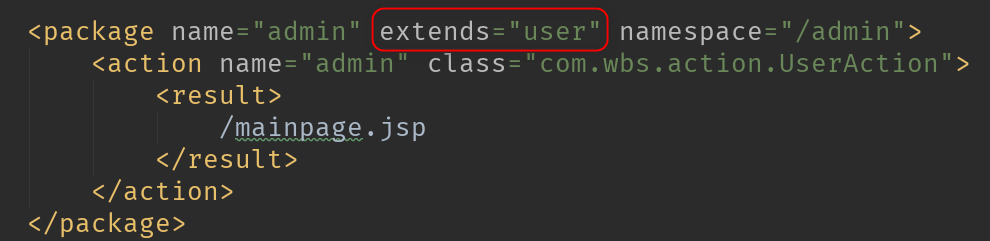 <package name="admin" extends="user" namespace="/admin">
<action name="admin" class="com.wbs.action.UserAction">
<result>
/mainpage.jsp
</result>
</action>
</package>